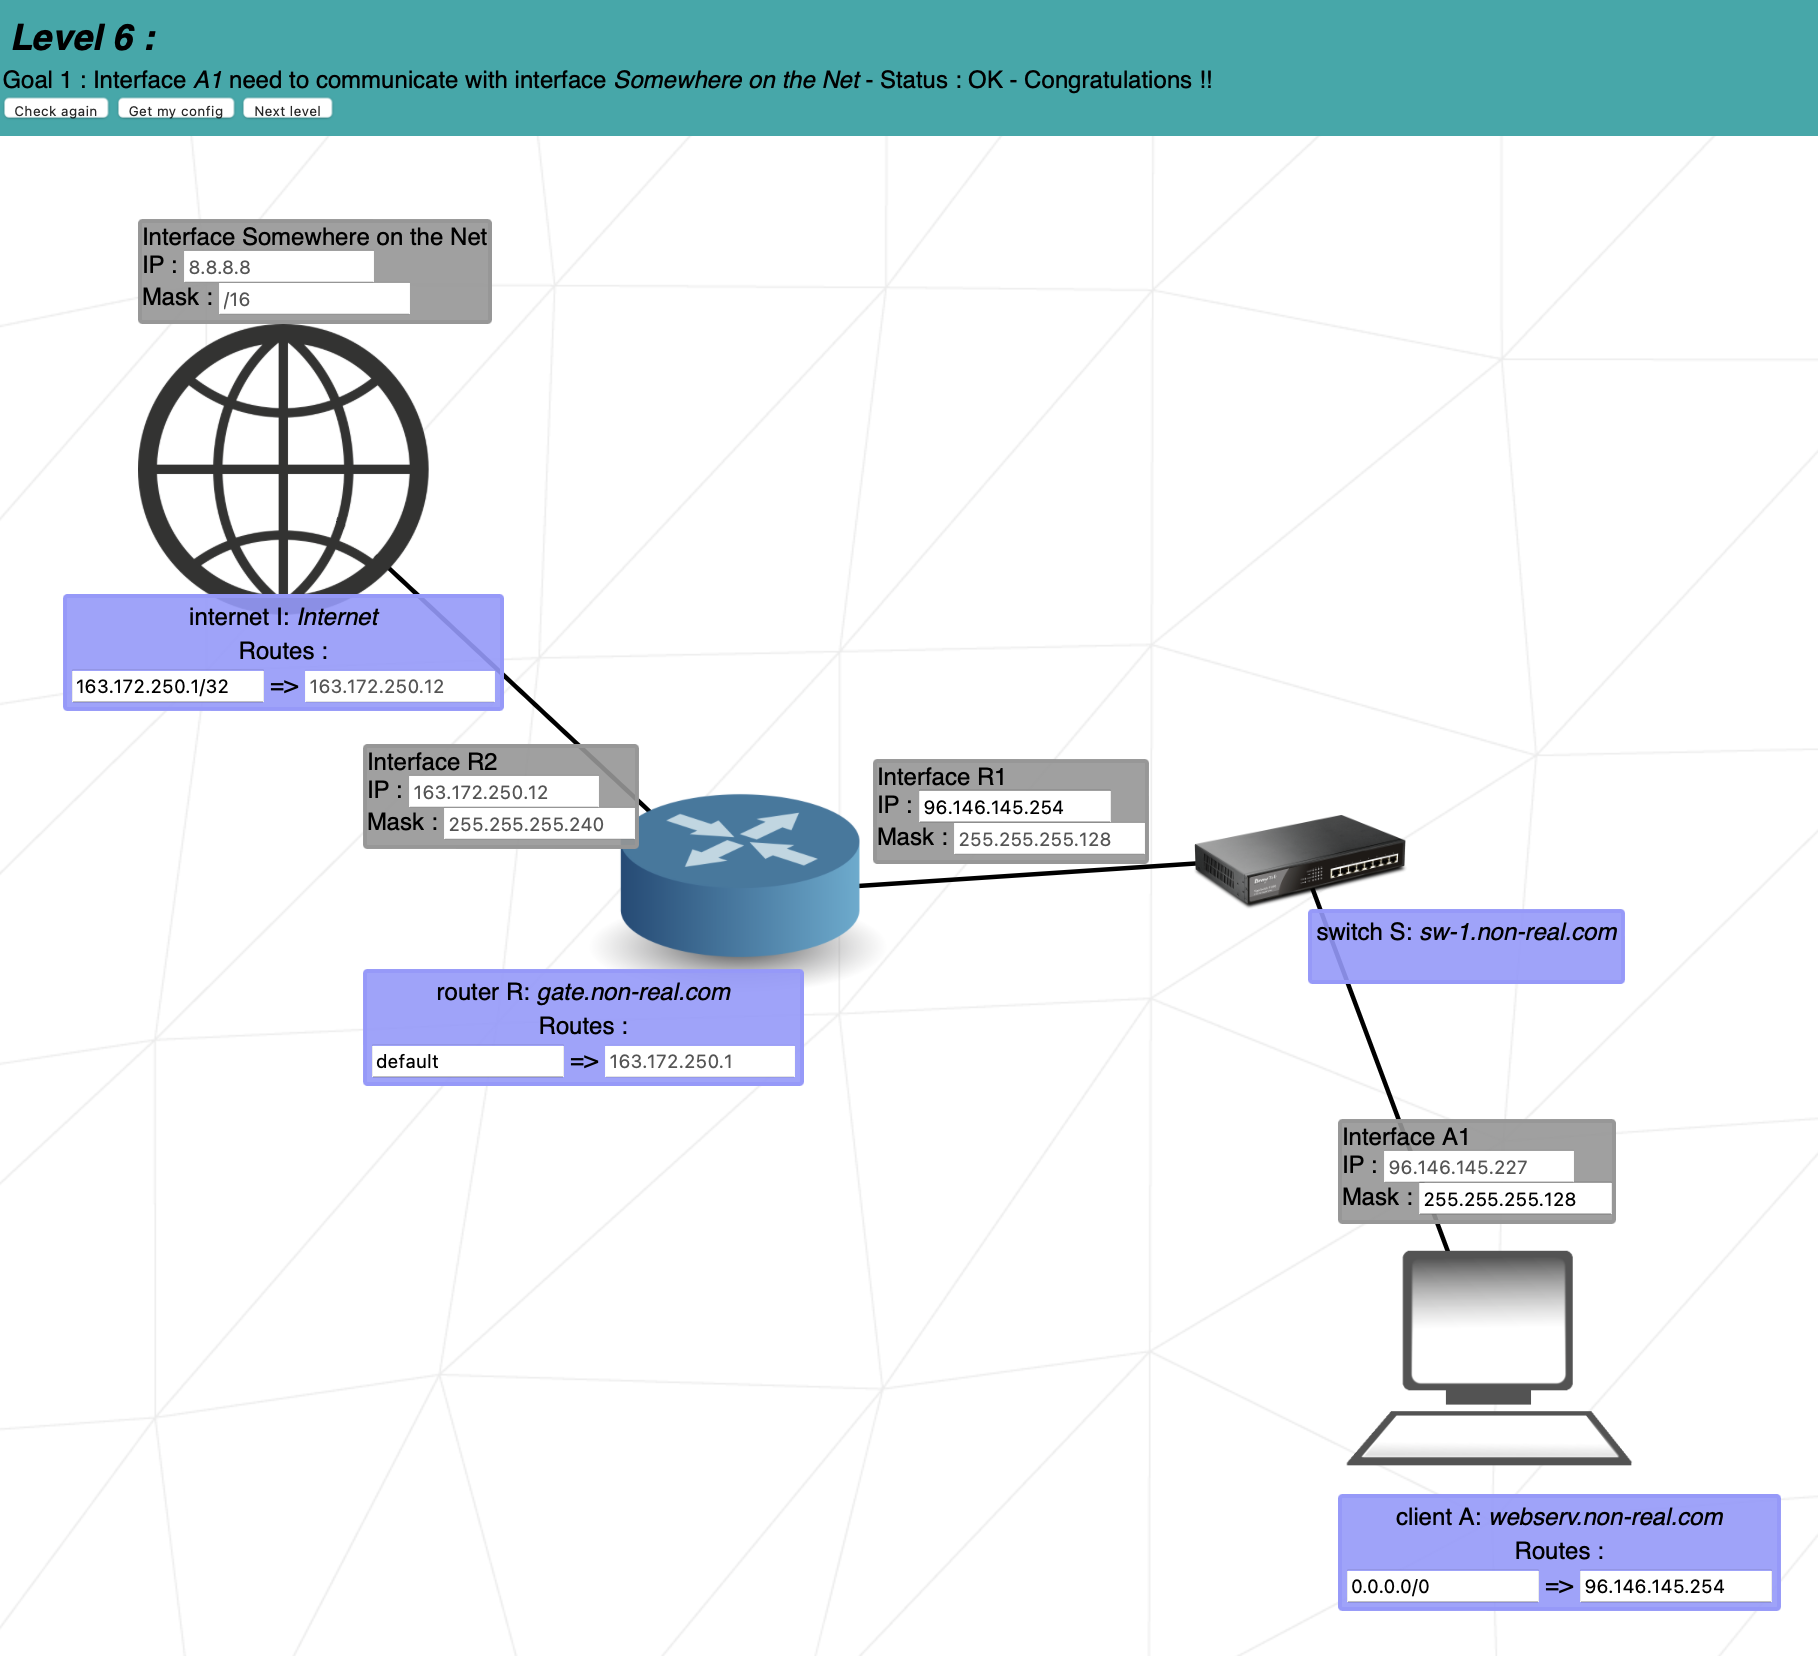 Level 6 :
Goal 1 : Interface A1 need to communicate with interface Somewhere on the Net - Status : OK - Congratulations !!
Check again Get my config Next level
Interface Somewhere on the Net
IP : 8.8.8.8
Mask : /16
internet I: Internet
Routes :
163.172.250.1/32 => 163.172.250.12
Interface R2
IP : 163.172.250.12
Mask : 255.255.255.240
Interface R1
IP : 96.146.145.254
Mask : 255.255.255.128
switch S: sw-1.non-real.com
router R: gate.non-real.com
Routes :
default => 163.172.250.1
Interface A1
IP : 96.146.145.227
Mask : 255.255.255.128
client A: webserv.non-real.com
Routes :
0.0.0.0/0 => 96.146.145.254